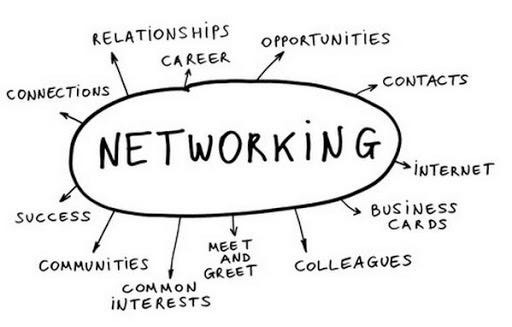 RELATIONSHIPS
CAREER
OPPORTUNITIES
CONNECTIONS
CONTACTS
NETWORKING
INTERNET
SUCCESS
BUSINESS
CARDS
COMMUNITIES
COMMON
INTERESTS
MEET
AND
GREET
COLLEAGUES